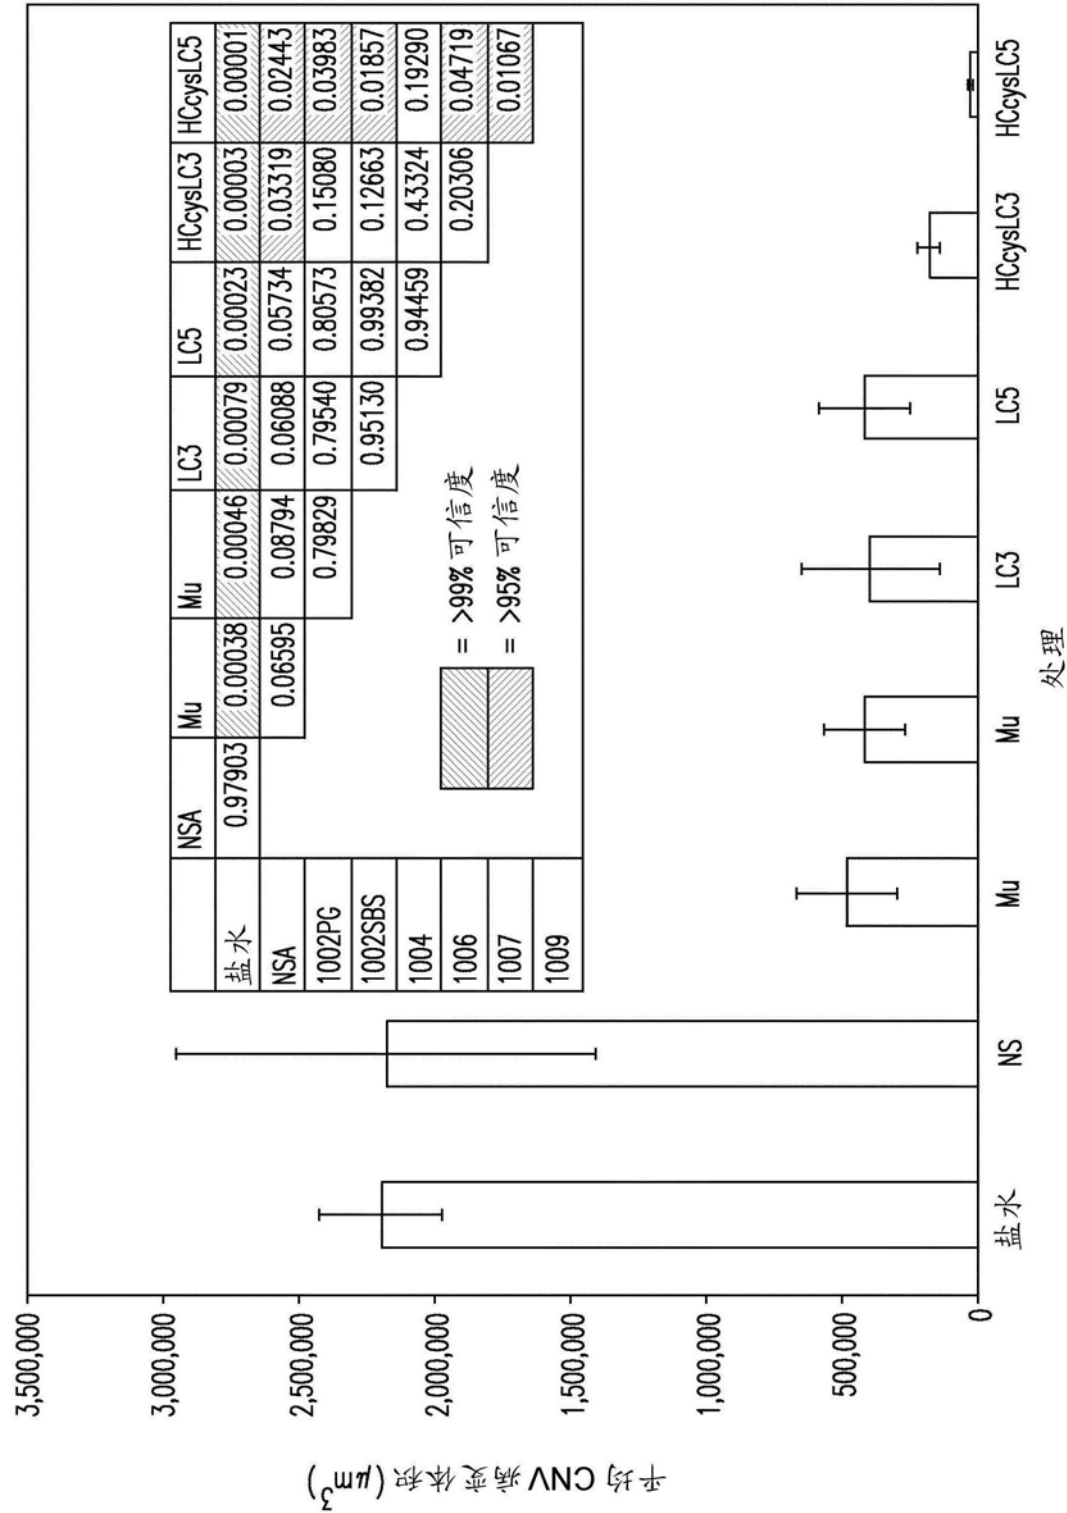 平均 CNV 病变体积 (μm³)
3,500,000
3,000,000
2,500,000
2,000,000
1,500,000
1,000,000
500,000
0
NSA Mu Mu LC3 LC5 HCcysLC3 HCcysLC5
盐水 0.97903 0.00038 0.00046 0.00079 0.00023 0.00003 0.00001
NSA 0.06595 0.08794 0.06088 0.05734 0.03319 0.02443
1002PG 0.79829 0.79540 0.80573 0.15080 0.03983
1002SBS 0.95130 0.99382 0.12663 0.01857
1004 0.94459 0.43324 0.19290
1006 0.20306 0.04719
1007 0.01067
1009
= >99% 可信度
= >95% 可信度
盐水 NS Mu Mu LC3 LC5 HCcysLC3 HCcysLC5
处理